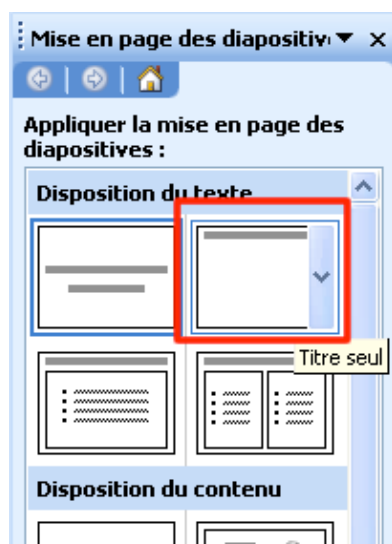 Mise en page des diapositiv
Appliquer la mise en page des
diapositives :
Disposition du texte
Titre seul
Disposition du contenu